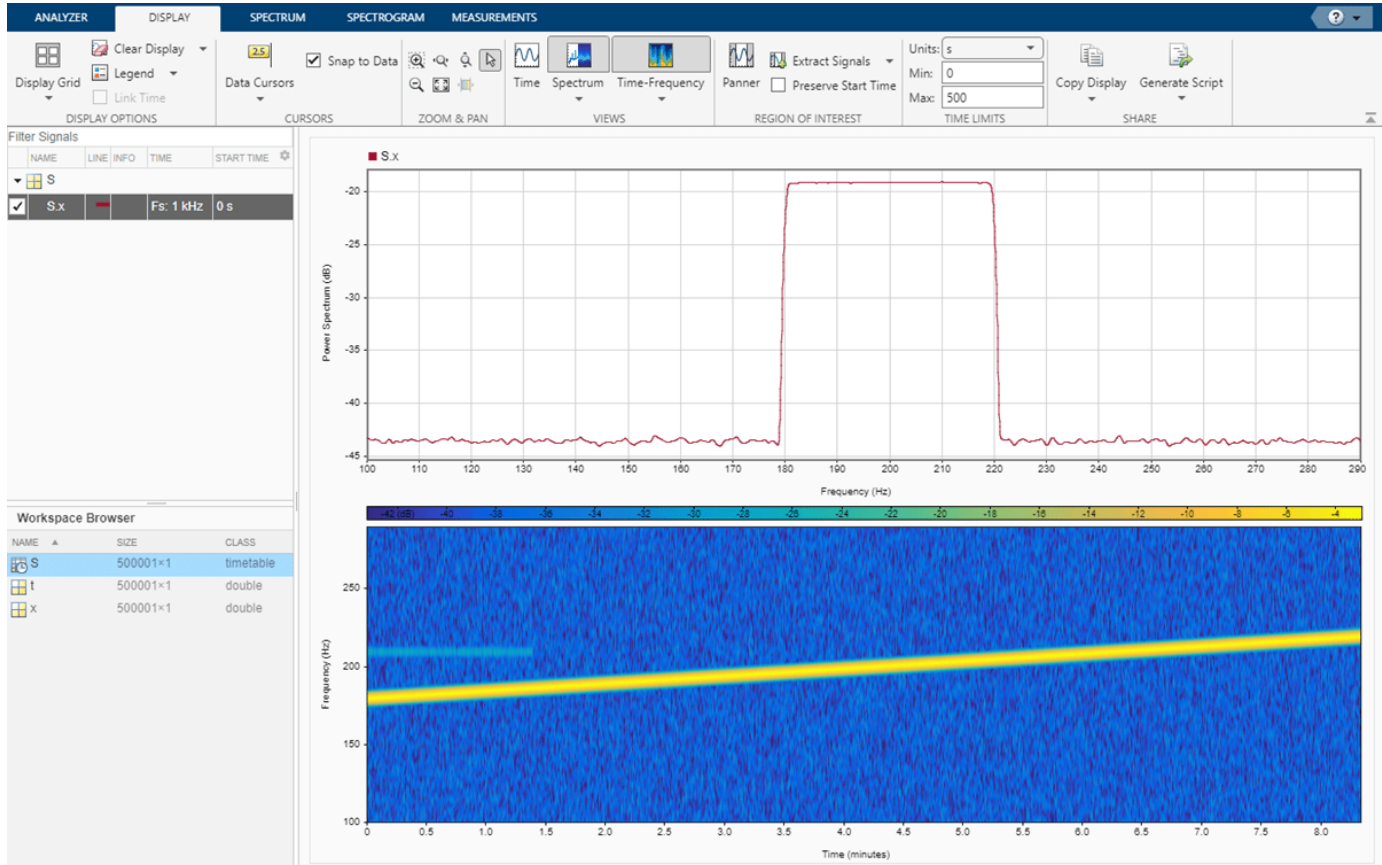 ANALYZER DISPLAY SPECTRUM SPECTROGRAM MEASUREMENTS ?
Display Grid
Clear Display
Legend
Link Time
DISPLAY OPTIONS
2.5
Data Cursors
Snap to Data
CURSORS
ZOOM & PAN
Time Spectrum Time-Frequency
VIEWS
Panner
Extract Signals
Preserve Start Time
REGION OF INTEREST
Units: s
Min: 0
Max: 500
TIME LIMITS
Copy Display Generate Script
SHARE
Filter Signals
NAME LINE INFO TIME START TIME
S
S.x Fs: 1 kHz 0 s
Workspace Browser
NAME SIZE CLASS
S 500001×1 timetable
t 500001×1 double
x 500001×1 double
S.x
Power Spectrum (dB)
-20
-25
-30
-35
-40
-45
100 110 120 130 140 150 160 170 180 190 200 210 220 230 240 250 260 270 280 290
Frequency (Hz)
-42 (dB) -40 -38 -36 -34 -32 -30 -28 -26 -24 -22 -20 -18 -16 -14 -12 -10 -8 -6 -4
Frequency (Hz)
250
200
150
100
0 0.5 1.0 1.5 2.0 2.5 3.0 3.5 4.0 4.5 5.0 5.5 6.0 6.5 7.0 7.5 8.0
Time (minutes)